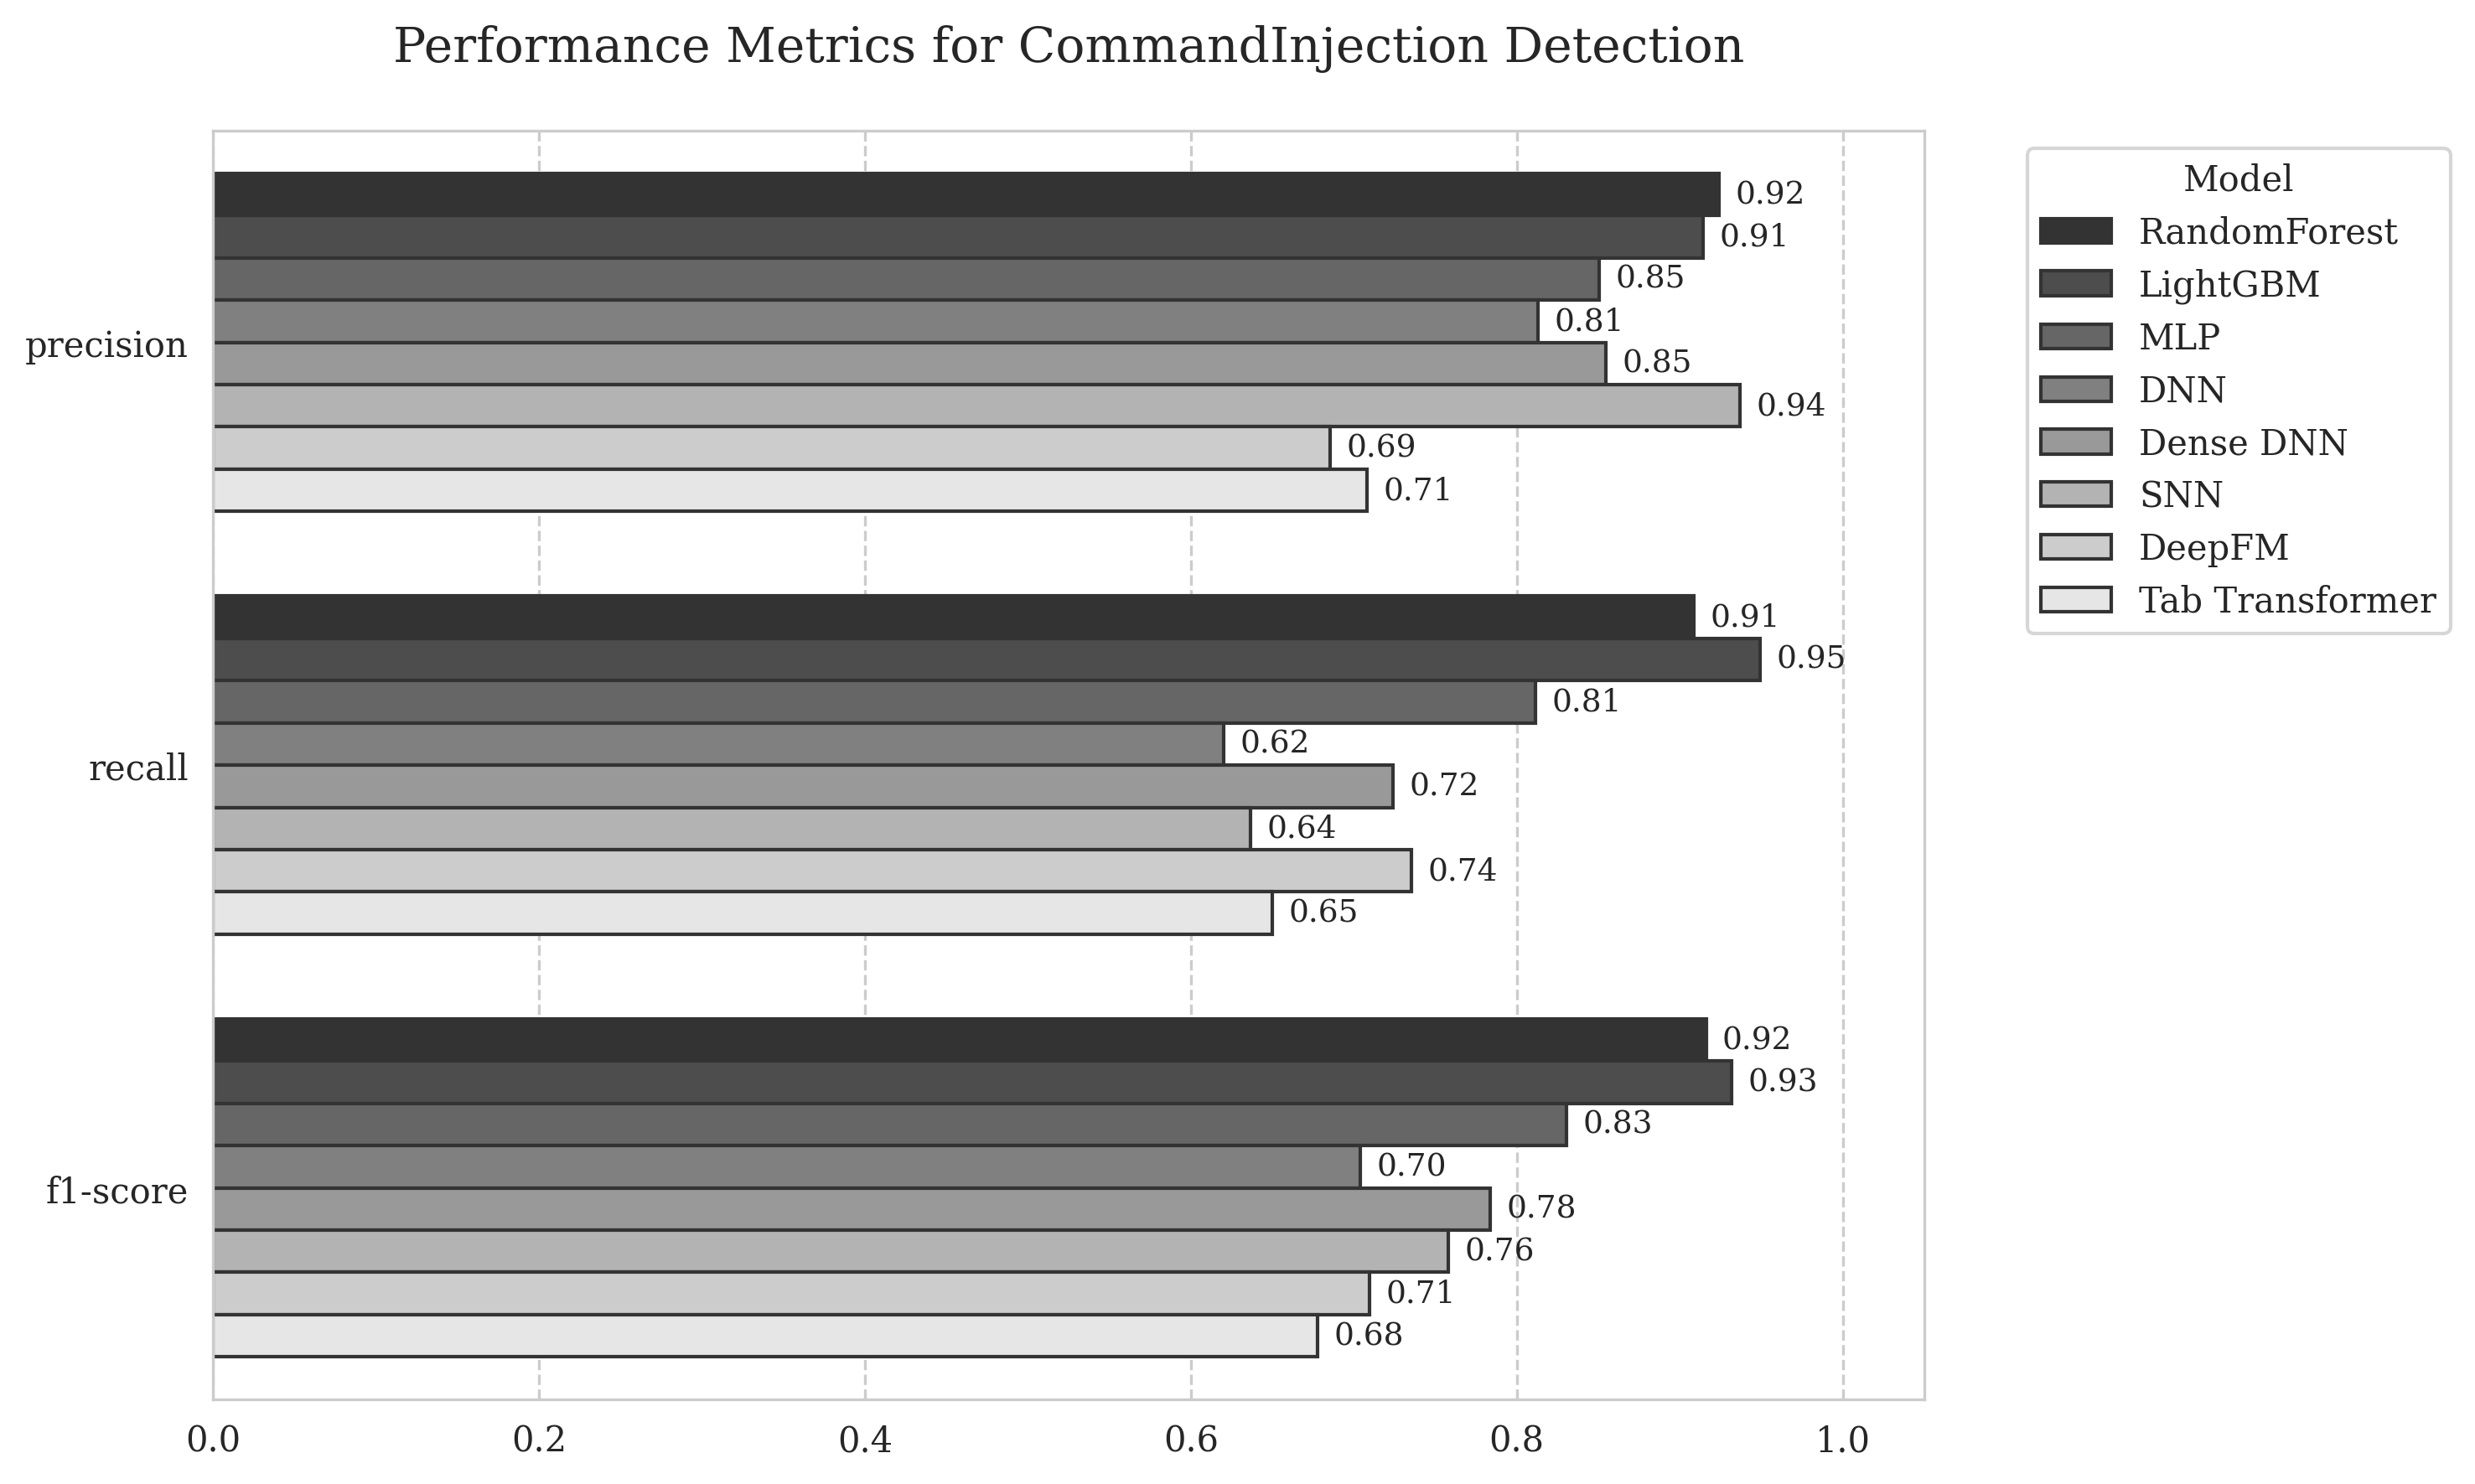 Performance Metrics for CommandInjection Detection
precision
0.92
0.91
0.85
0.81
0.85
0.94
0.69
0.71
recall
0.91
0.95
0.81
0.62
0.72
0.64
0.74
0.65
f1-score
0.92
0.93
0.83
0.70
0.78
0.76
0.71
0.68
0.0 0.2 0.4 0.6 0.8 1.0
Model
RandomForest
LightGBM
MLP
DNN
Dense DNN
SNN
DeepFM
Tab Transformer